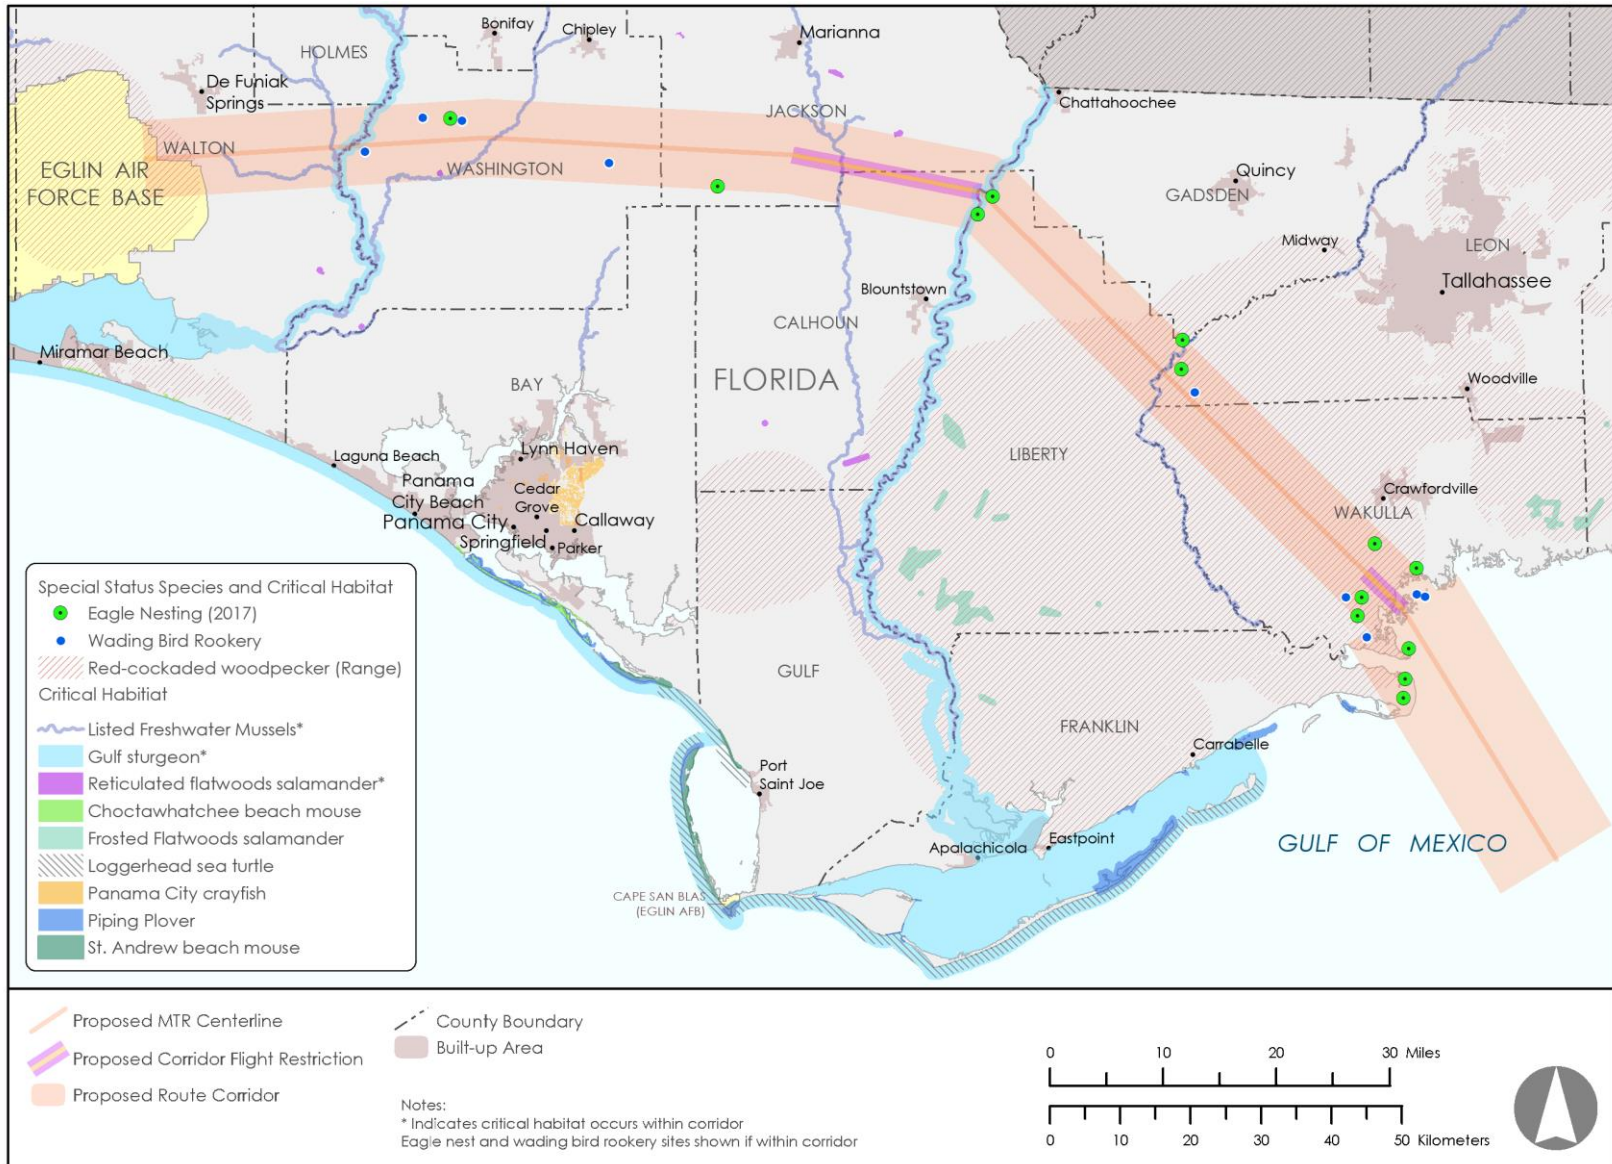 Bonifay
Chipley
Marianna
HOLMES
De Funiak
Springs
Chattahoochee
JACKSON
WALTON
WASHINGTON
EGLIN AIR
FORCE BASE
Quincy
GADSDEN
Midway
LEON
Tallahassee
Blountstown
CALHOUN
Miramar Beach
BAY
FLORIDA
Woodville
Laguna Beach
Lynn Haven
LIBERTY
Panama
City Beach
Cedar
Grove
Crawfordville
WAKULLA
Panama City
Callaway
Springfield
Parker
GULF
FRANKLIN
Carrabelle
Port
Saint Joe
Apalachicola
Eastpoint
GULF OF MEXICO
CAPE SAN BLAS
(EGLIN AFB)
Special Status Species and Critical Habitat
Eagle Nesting (2017)
Wading Bird Rookery
Red-cockaded woodpecker (Range)
Critical Habitiat
Listed Freshwater Mussels*
Gulf sturgeon*
Reticulated flatwoods salamander*
Choctawhatchee beach mouse
Frosted Flatwoods salamander
Loggerhead sea turtle
Panama City crayfish
Piping Plover
St. Andrew beach mouse
Proposed MTR Centerline
Proposed Corridor Flight Restriction
Proposed Route Corridor
County Boundary
Built-up Area
Notes:
* Indicates critical habitat occurs within corridor
Eagle nest and wading bird rookery sites shown if within corridor
0 10 20 30 Miles
0 10 20 30 40 50 Kilometers